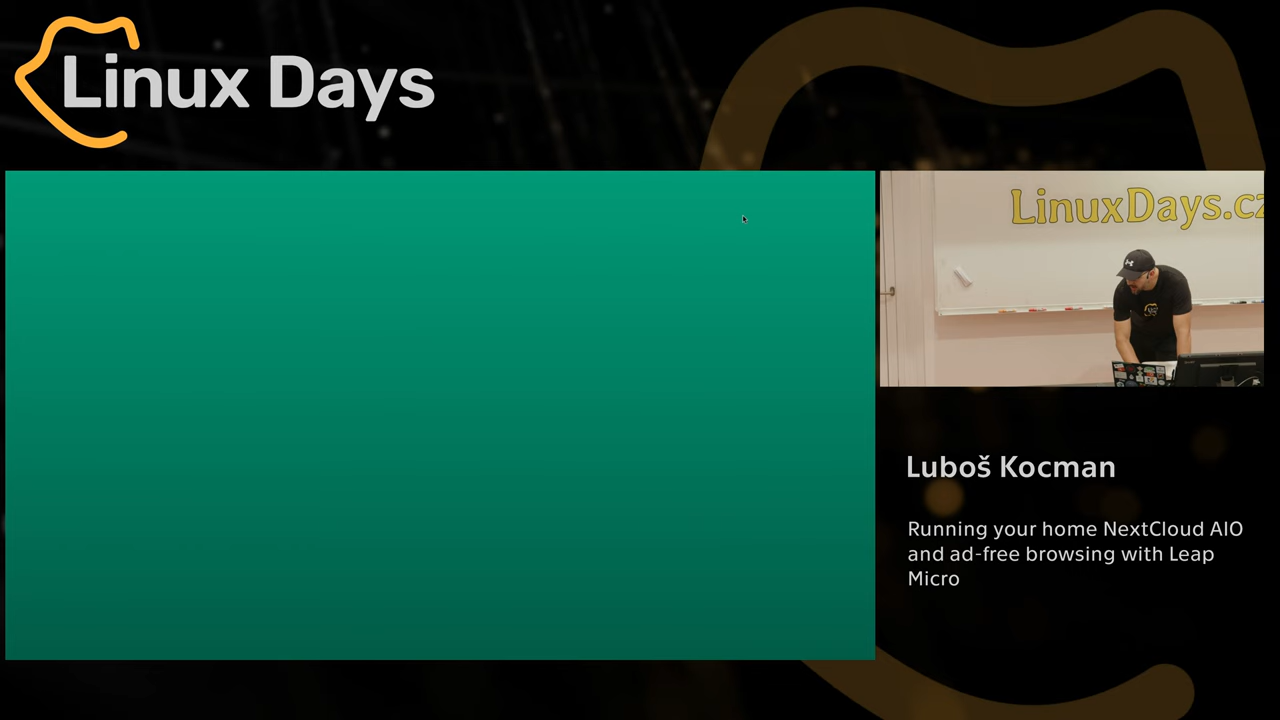 Linux Days
LinuxDays.cz
Luboš Kocman
Running your home NextCloud AIO
and ad-free browsing with Leap
Micro